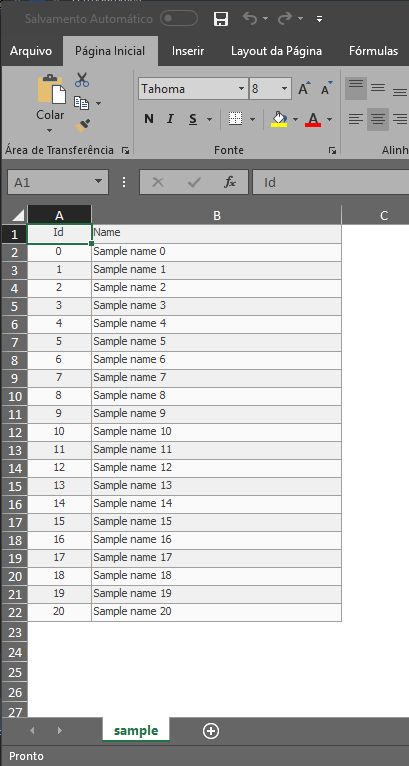 Salvamento Automático
Arquivo Página Inicial Inserir Layout da Página Fórmulas
Tahoma 8 A A
Colar
N I S A
Área de Transferência Fonte Alinh
A1 fx Id
A B C
1 Id Name
2 0 Sample name 0
3 1 Sample name 1
4 2 Sample name 2
5 3 Sample name 3
6 4 Sample name 4
7 5 Sample name 5
8 6 Sample name 6
9 7 Sample name 7
10 8 Sample name 8
11 9 Sample name 9
12 10 Sample name 10
13 11 Sample name 11
14 12 Sample name 12
15 13 Sample name 13
16 14 Sample name 14
17 15 Sample name 15
18 16 Sample name 16
19 17 Sample name 17
20 18 Sample name 18
21 19 Sample name 19
22 20 Sample name 20
23
24
25
26
27
sample
Pronto